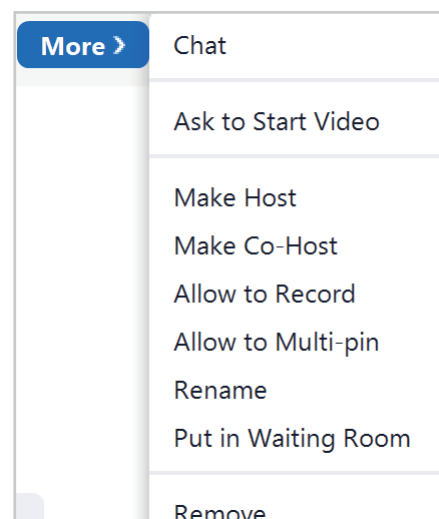 More ❯
Chat
Ask to Start Video
Make Host
Make Co-Host
Allow to Record
Allow to Multi-pin
Rename
Put in Waiting Room
Remove